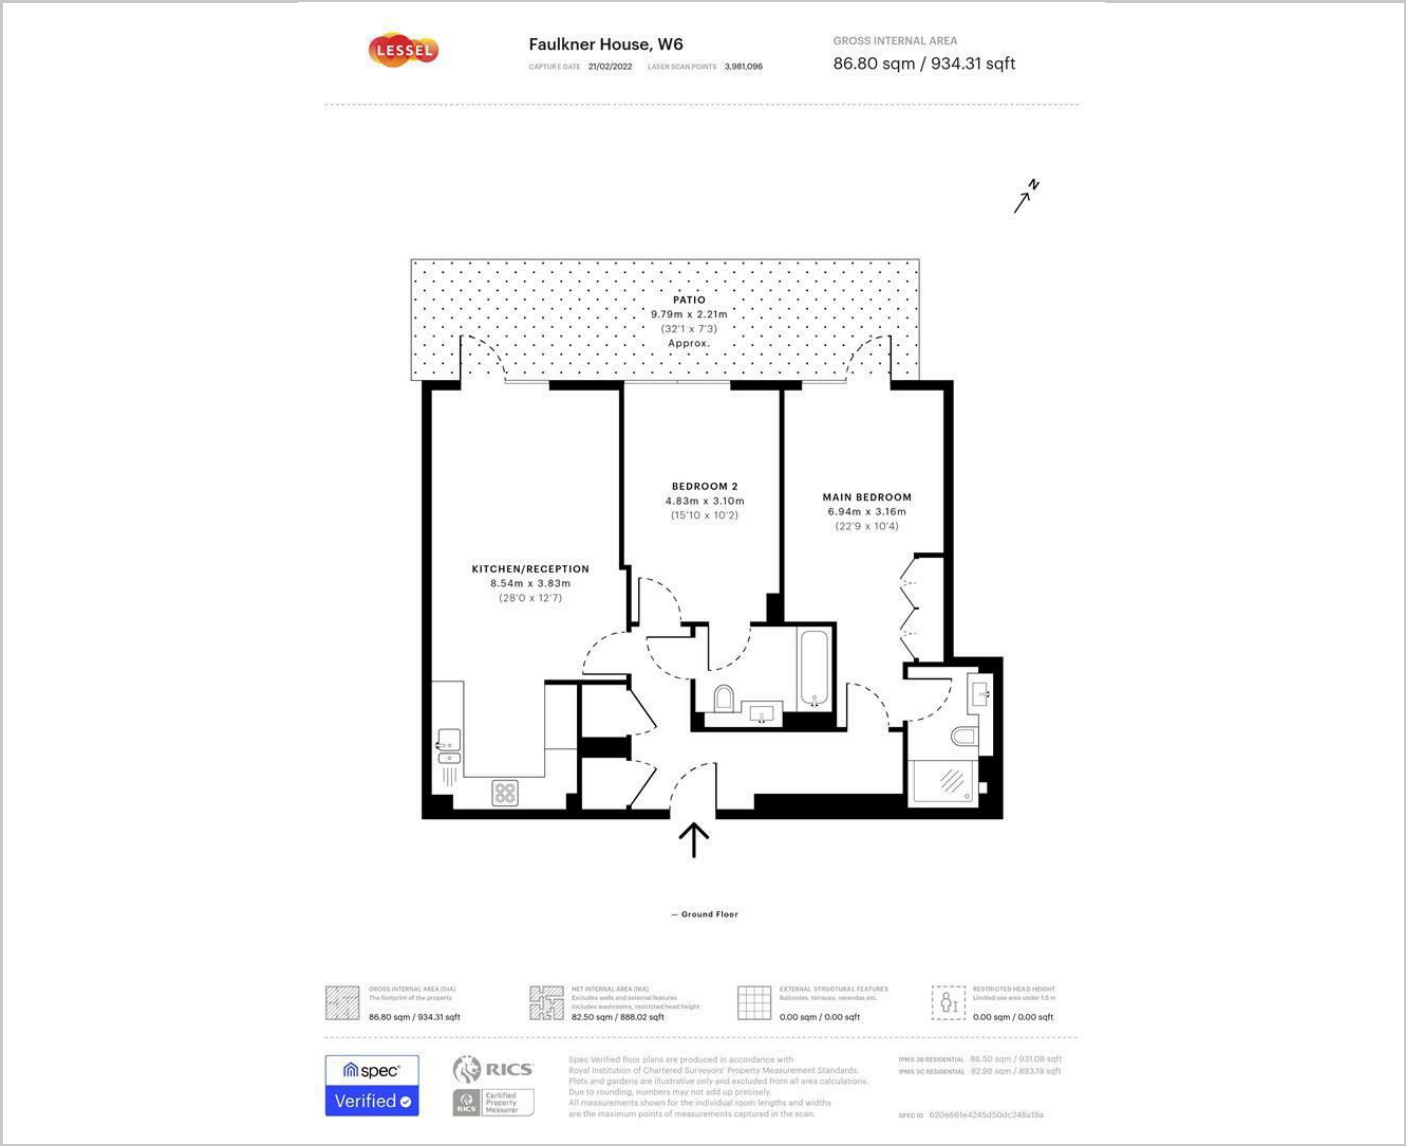 LESSEL
Faulkner House, W6
CAPTURE DATE 21/02/2022 LASER SCAN POINTS 3,981,096
GROSS INTERNAL AREA
86.80 sqm / 934.31 sqft
N
PATIO
9.79m x 2.21m
(32'1 x 7'3)
Approx.
BEDROOM 2
4.83m x 3.10m
(15'10 x 10'2)
MAIN BEDROOM
6.94m x 3.16m
(22'9 x 10'4)
KITCHEN/RECEPTION
8.54m x 3.83m
(28'0 x 12'7)
— Ground Floor
GROSS INTERNAL AREA (GIA)
The footprint of the property
86.80 sqm / 934.31 sqft
NET INTERNAL AREA (NIA)
Excludes walls and external features
Includes washrooms, restricted head height
82.50 sqm / 888.02 sqft
EXTERNAL STRUCTURAL FEATURES
Balconies, terraces, verandas etc.
0.00 sqm / 0.00 sqft
RESTRICTED HEAD HEIGHT
Limited use area under 1.5 m
0.00 sqm / 0.00 sqft
spec
Verified
RICS
RICS
Certified
Property
Measurer
Spec Verified floor plans are produced in accordance with
Royal Institution of Chartered Surveyors' Property Measurement Standards.
Plots and gardens are illustrative only and excluded from all area calculations.
Due to rounding, numbers may not add up precisely.
All measurements shown for the individual room lengths and widths
are the maximum points of measurements captured in the scan.
IPMS 3B RESIDENTIAL 86.50 sqm / 931.08 sqft
IPMS 3C RESIDENTIAL 82.98 sqm / 893.19 sqft
SPEC ID 620e661e4245d50dc248a19a